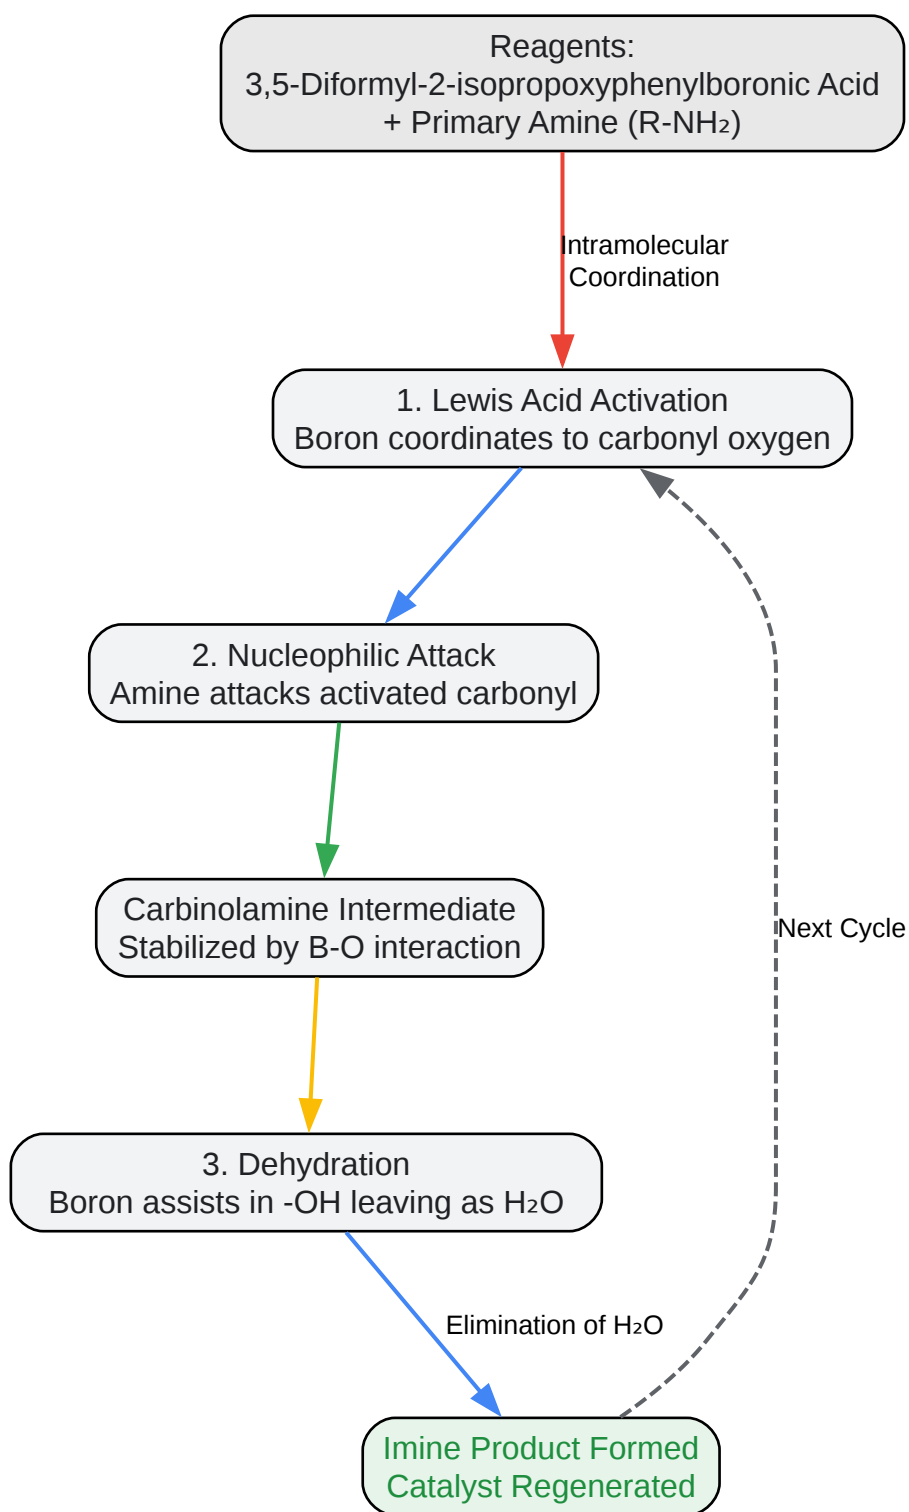 Reagents:
3,5-Diformyl-2-isopropoxyphenylboronic Acid
+ Primary Amine (R-NH₂)
Intramolecular
Coordination
1. Lewis Acid Activation
Boron coordinates to carbonyl oxygen
2. Nucleophilic Attack
Amine attacks activated carbonyl
Carbinolamine Intermediate
Stabilized by B-O interaction
Next Cycle
3. Dehydration
Boron assists in -OH leaving as H₂O
Elimination of H₂O
Imine Product Formed
Catalyst Regenerated